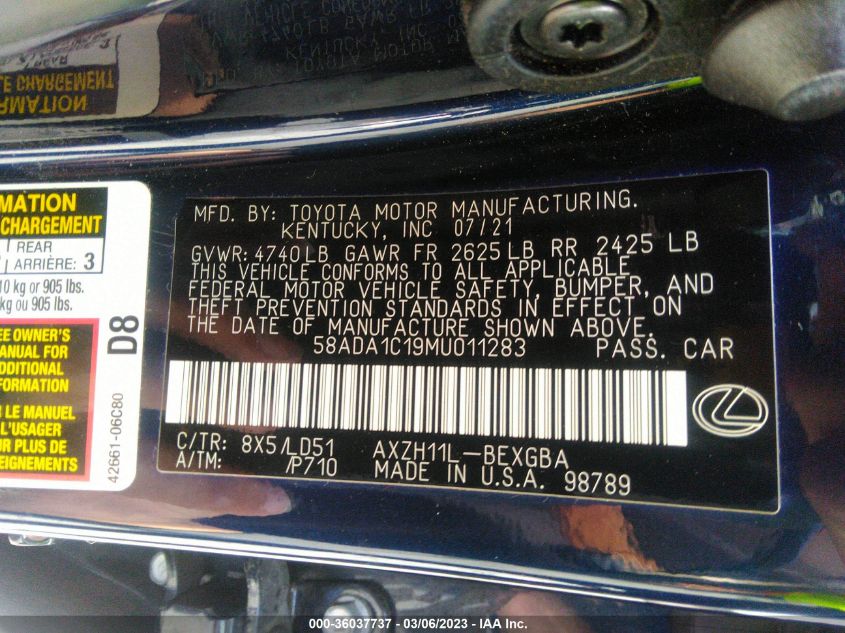 MATION
CHARGEMENT
REAR
ARRIÈRE: 3
10 kg or 905 lbs.
kg ou 905 lbs.
EE OWNER'S
MANUAL FOR
ADDITIONAL
LE MANUEL
L'USAGER
UR PLUS DE
D8
42661-06C80
MFD. BY: TOYOTA MOTOR MANUFACTURING.
KENTUCKY, INC 07/21
GVWR: 4740 LB GAWR FR 2625 LB RR 2425 LB
THIS VEHICLE CONFORMS TO ALL APPLICABLE
FEDERAL MOTOR VEHICLE SAFETY, BUMPER, AND
THEFT PREVENTION STANDARDS IN EFFECT ON
THE DATE OF MANUFACTURE SHOWN ABOVE.
58ADA1C19MU011283 PASS. CAR
C/TR: 8X5/LD51 AXZH11L-BEXGBA
A/TM: /P710 MADE IN U.S.A. 98789
000-36037737 - 03/06/2023 - IAA Inc.